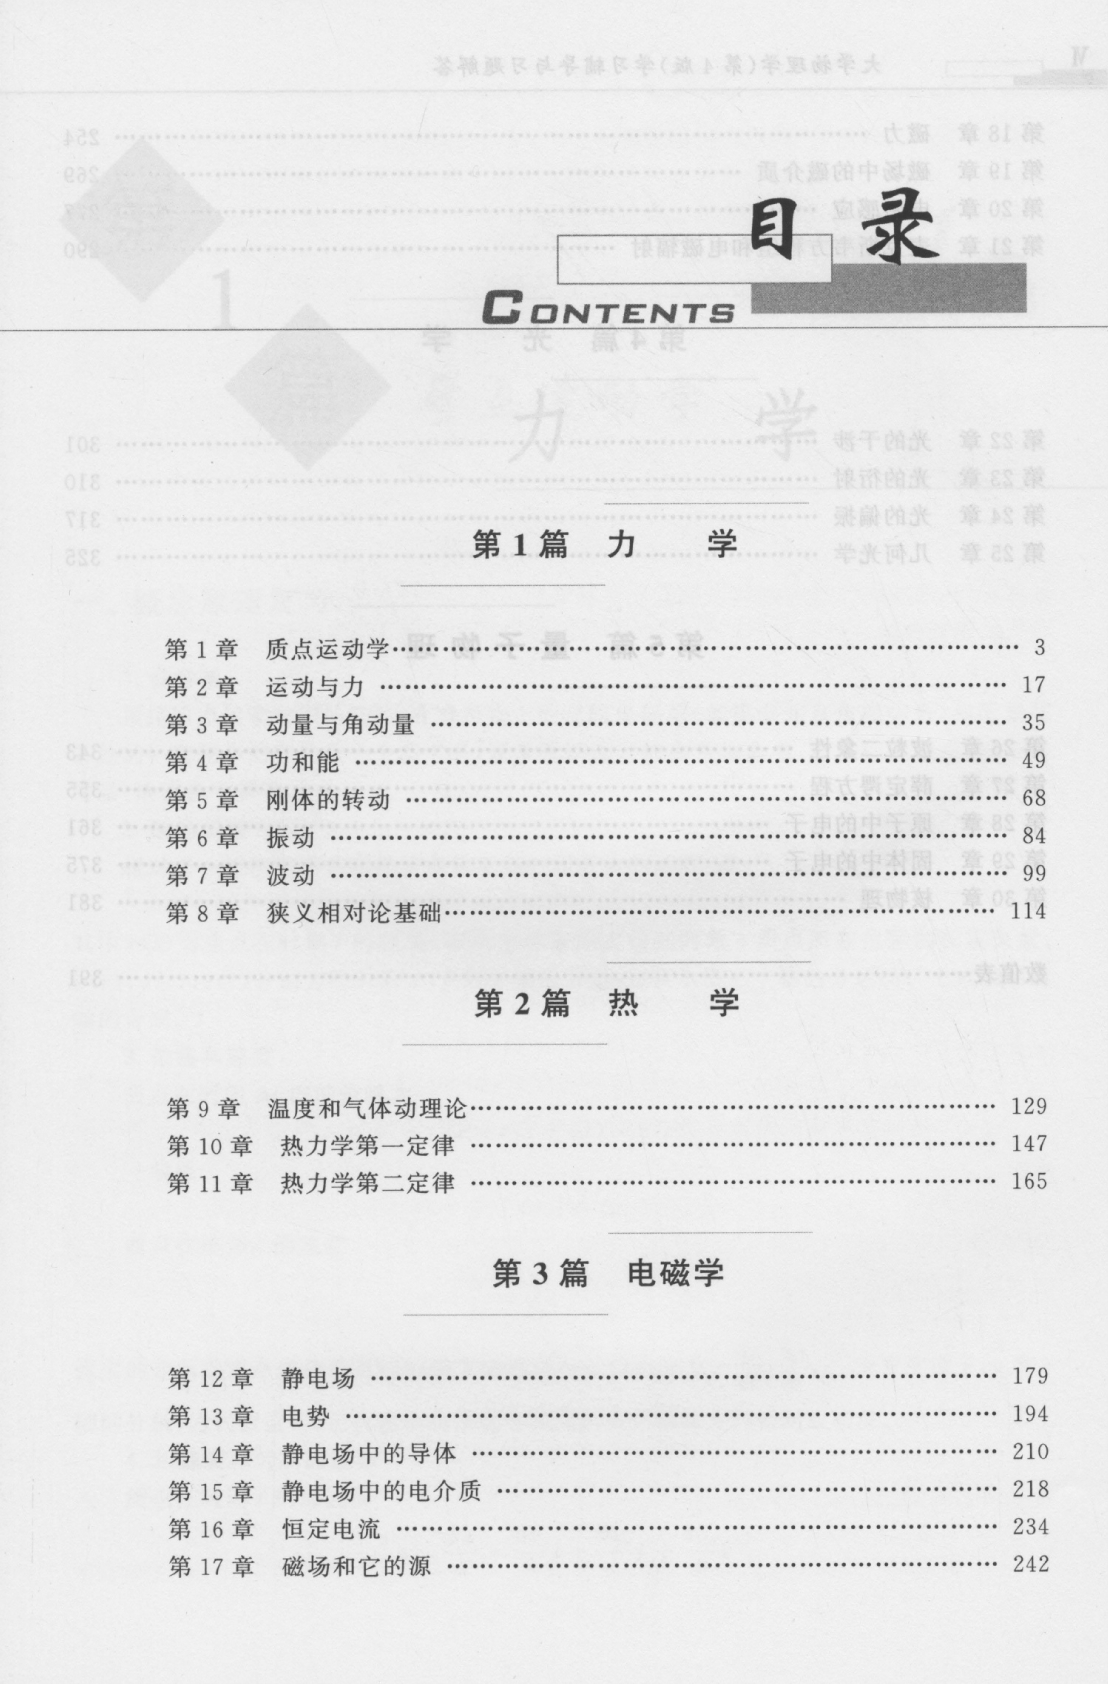 目 录
CONTENTS
第1篇 力 学
第1章 质点运动学…… 3
第2章 运动与力 …… 17
第3章 动量与角动量 …… 35
第4章 功和能 …… 49
第5章 刚体的转动 …… 68
第6章 振动 …… 84
第7章 波动 …… 99
第8章 狭义相对论基础…… 114
第2篇 热 学
第9章 温度和气体动理论…… 129
第10章 热力学第一定律 …… 147
第11章 热力学第二定律 …… 165
第3篇 电磁学
第12章 静电场 …… 179
第13章 电势 …… 194
第14章 静电场中的导体 …… 210
第15章 静电场中的电介质 …… 218
第16章 恒定电流 …… 234
第17章 磁场和它的源 …… 242